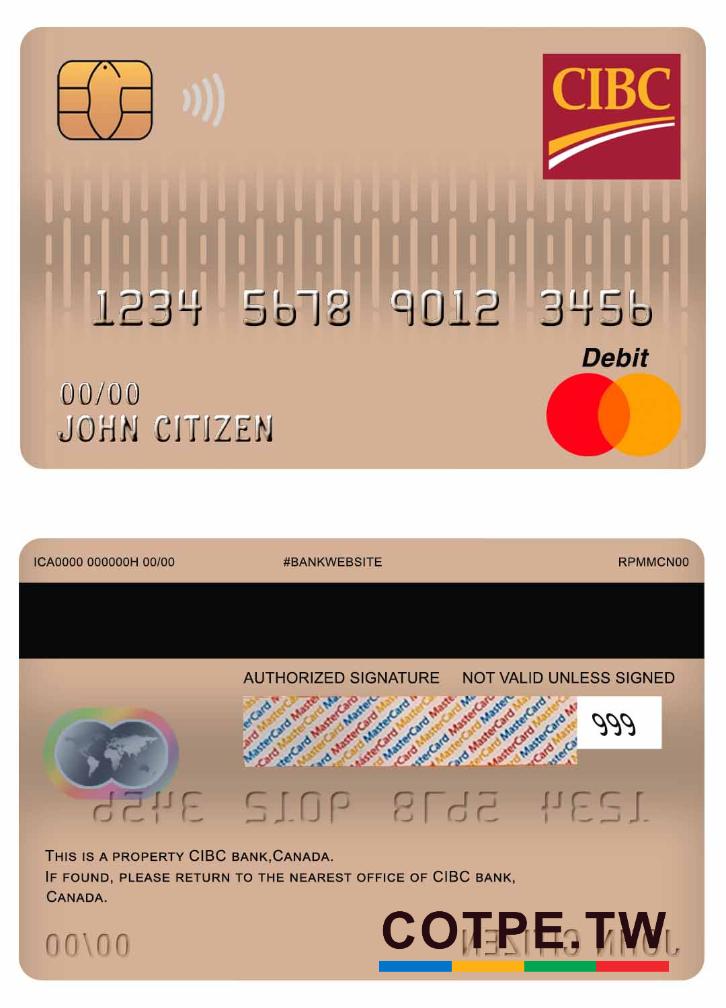 CIBC
1234 5678 9012 3456
Debit
00/00
JOHN CITIZEN
ICA0000 000000H 00/00 #BANKWEBSITE RPMMCN00
AUTHORIZED SIGNATURE NOT VALID UNLESS SIGNED
MasterCard MasterCard MasterCard MasterCard
999
1234 5678 9012 3456
THIS IS A PROPERTY CIBC BANK,CANADA.
IF FOUND, PLEASE RETURN TO THE NEAREST OFFICE OF CIBC BANK,
CANADA.
COTPE.TW
00/00 JOHN CITIZEN